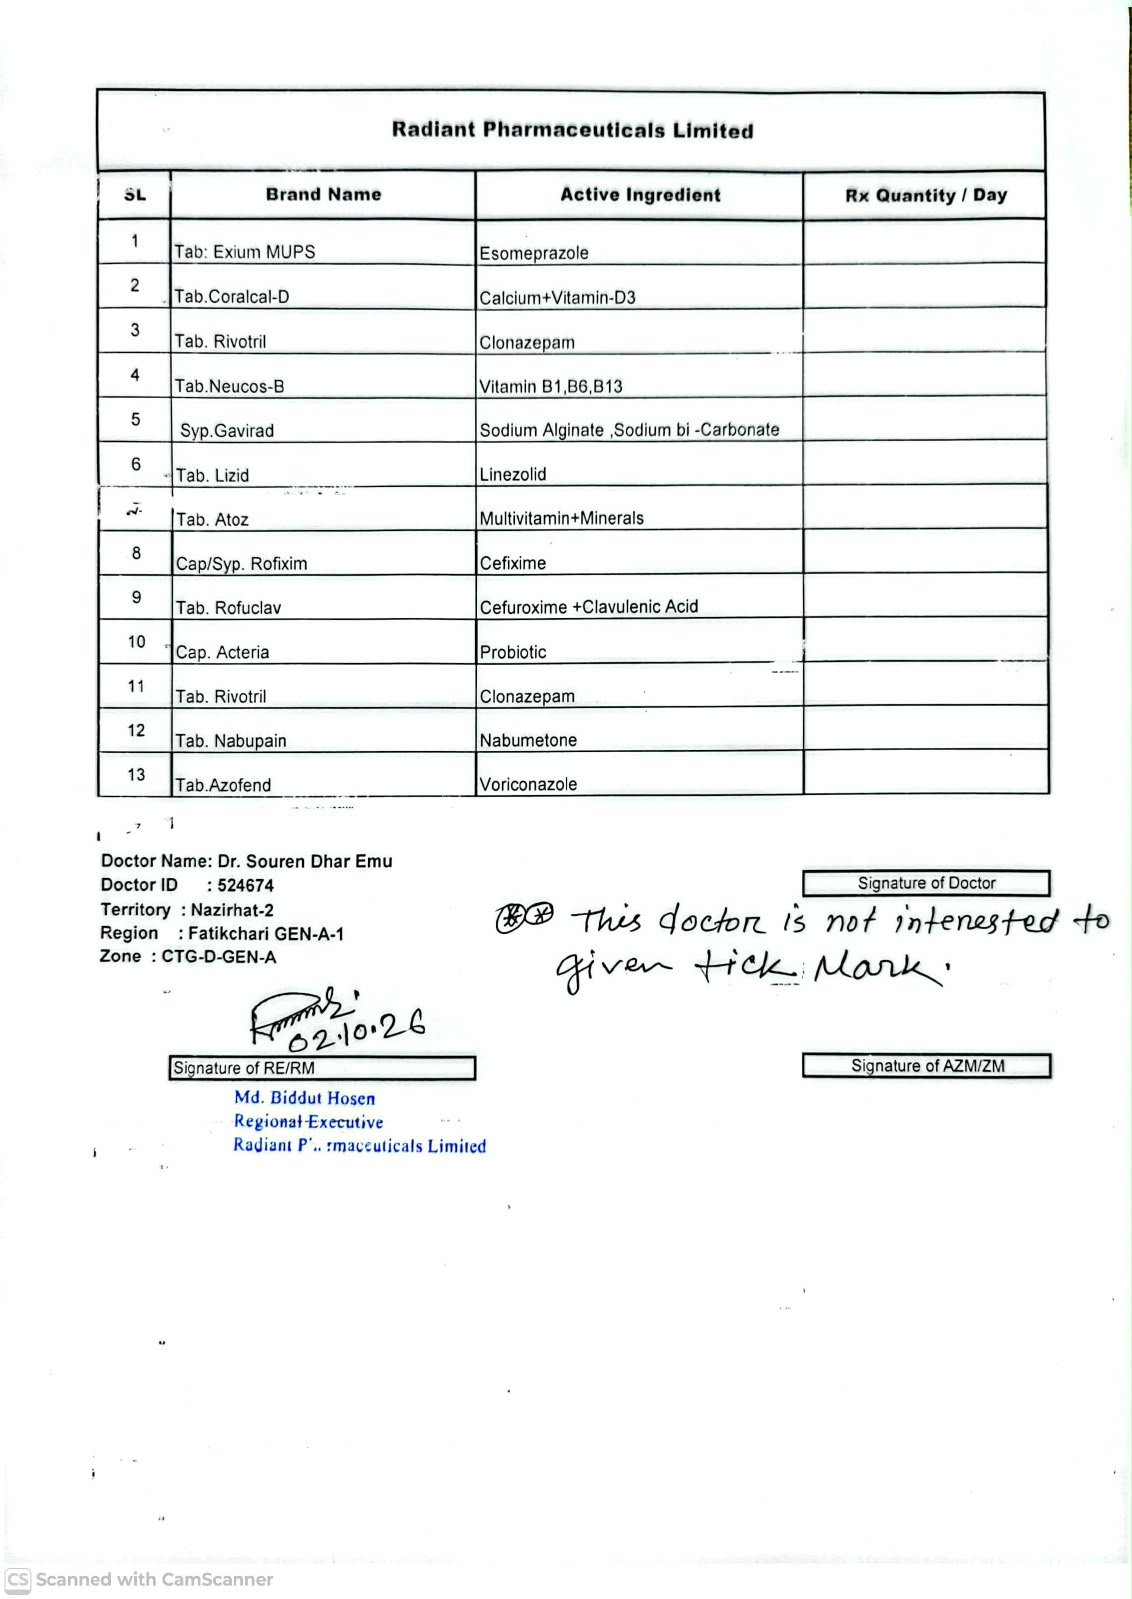 Radiant Pharmaceuticals Limited
SL Brand Name Active Ingredient Rx Quantity / Day
1 Tab: Exium MUPS Esomeprazole
2 Tab.Coralcal-D Calcium+Vitamin-D3
3 Tab. Rivotril Clonazepam
4 Tab.Neucos-B Vitamin B1,B6,B13
5 Syp.Gavirad Sodium Alginate ,Sodium bi -Carbonate
6 Tab. Lizid Linezolid
Tab. Atoz Multivitamin+Minerals
8 Cap/Syp. Rofixim Cefixime
9 Tab. Rofuclav Cefuroxime +Clavulenic Acid
10 Cap. Acteria Probiotic
11 Tab. Rivotril Clonazepam
12 Tab. Nabupain Nabumetone
13 Tab.Azofend Voriconazole
Doctor Name: Dr. Souren Dhar Emu
Doctor ID : 524674
Territory : Nazirhat-2
Region : Fatikchari GEN-A-1
Zone : CTG-D-GEN-A
Signature of Doctor
This doctor is not interested to
given tick Mark.
02.10.26
Signature of RE/RM
Signature of AZM/ZM
Md. Biddut Hosen
Regional Executive
Radiant Limited
CS Scanned with CamScanner